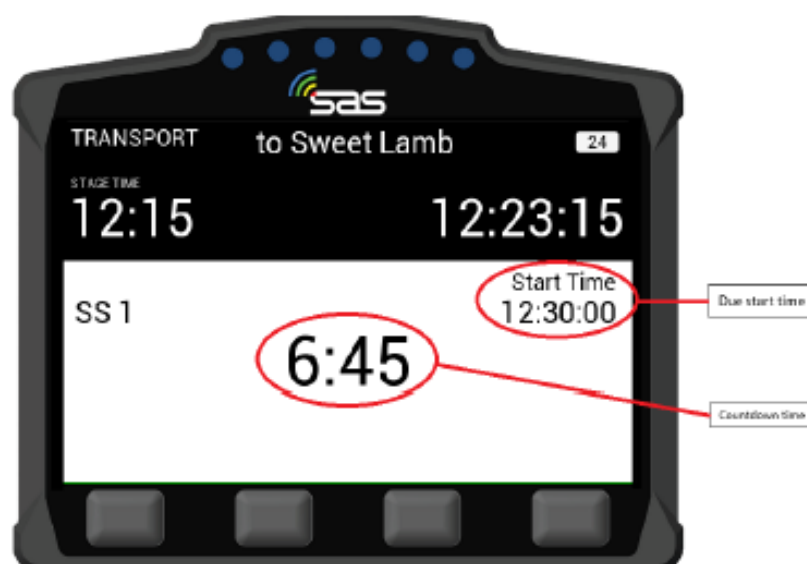 sas
TRANSPORT to Sweet Lamb 24
STAGE TIME
12:15 12:23:15
Start Time
SS 1 12:30:00
6:45
Due start time
Countdown time